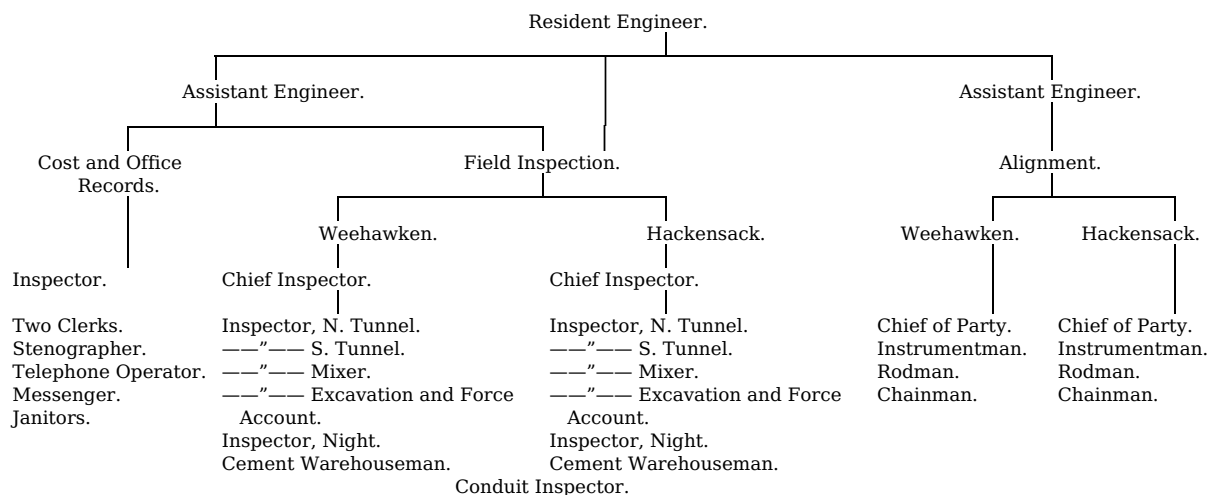 Resident Engineer.
Assistant Engineer.
Assistant Engineer.
Cost and Office
Records.
Field Inspection.
Alignment.
Weehawken.
Hackensack.
Weehawken.
Hackensack.
Inspector.
Two Clerks.
Stenographer.
Telephone Operator.
Messenger.
Janitors.
Chief Inspector.
Inspector, N. Tunnel.
——”—— S. Tunnel.
——”—— Mixer.
——”—— Excavation and Force
Account.
Inspector, Night.
Cement Warehouseman.
Chief Inspector.
Inspector, N. Tunnel.
——”—— S. Tunnel.
——”—— Mixer.
——”—— Excavation and Force
Account.
Inspector, Night.
Cement Warehouseman.
Conduit Inspector.
Chief of Party.
Instrumentman.
Rodman.
Chainman.
Chief of Party.
Instrumentman.
Rodman.
Chainman.